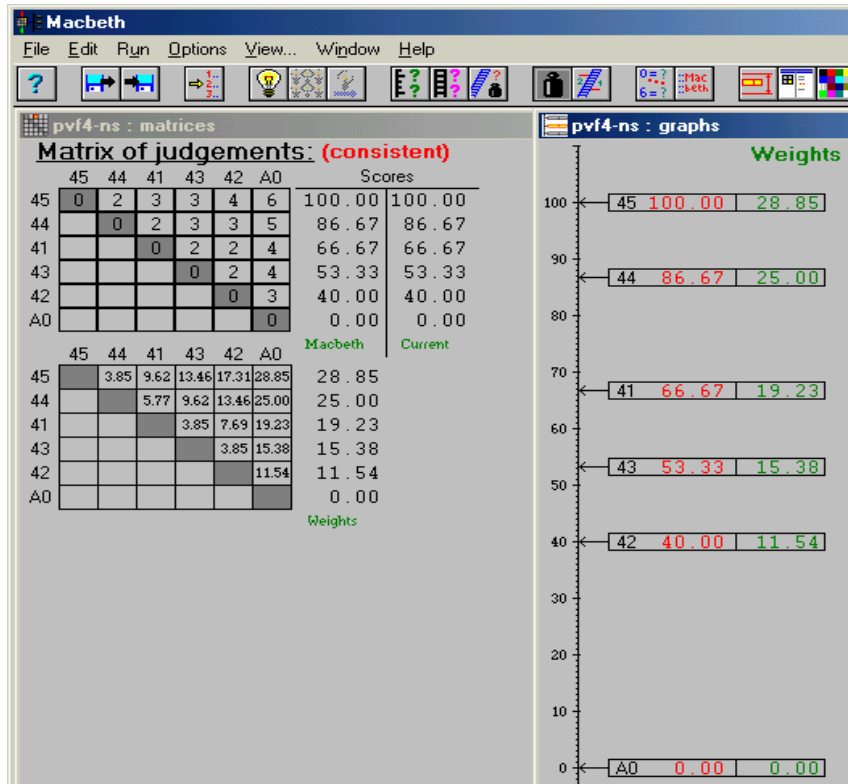 Macbeth
File Edit Run Options View... Window Help
? 1.. 2.. 3.. ? ? ? ? ? ? 0=? 6=? Mac beth
pvf4-ns : matrices
Matrix of judgements: (consistent)
45 44 41 43 42 A0 Scores
45 0 2 3 3 4 6 100.00 100.00
44 0 2 3 3 5 86.67 86.67
41 0 2 2 4 66.67 66.67
43 0 2 4 53.33 53.33
42 0 3 40.00 40.00
A0 0 0.00 0.00
Macbeth Current
45 44 41 43 42 A0
45 3.85 9.62 13.46 17.31 28.85 28.85
44 5.77 9.62 13.46 25.00 25.00
41 3.85 7.69 19.23 19.23
43 3.85 15.38 15.38
42 11.54 11.54
A0 0.00
Weights
pvf4-ns : graphs
Weights
100 45 100.00 28.85
90
44 86.67 25.00
80
70
41 66.67 19.23
60
43 53.33 15.38
50
40 42 40.00 11.54
30
20
10
0 A0 0.00 0.00